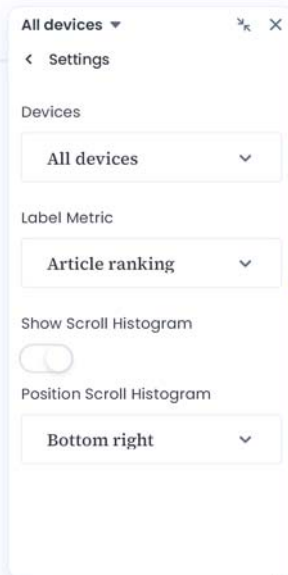 All devices
Settings
Devices
All devices
Label Metric
Article ranking
Show Scroll Histogram
Position Scroll Histogram
Bottom right